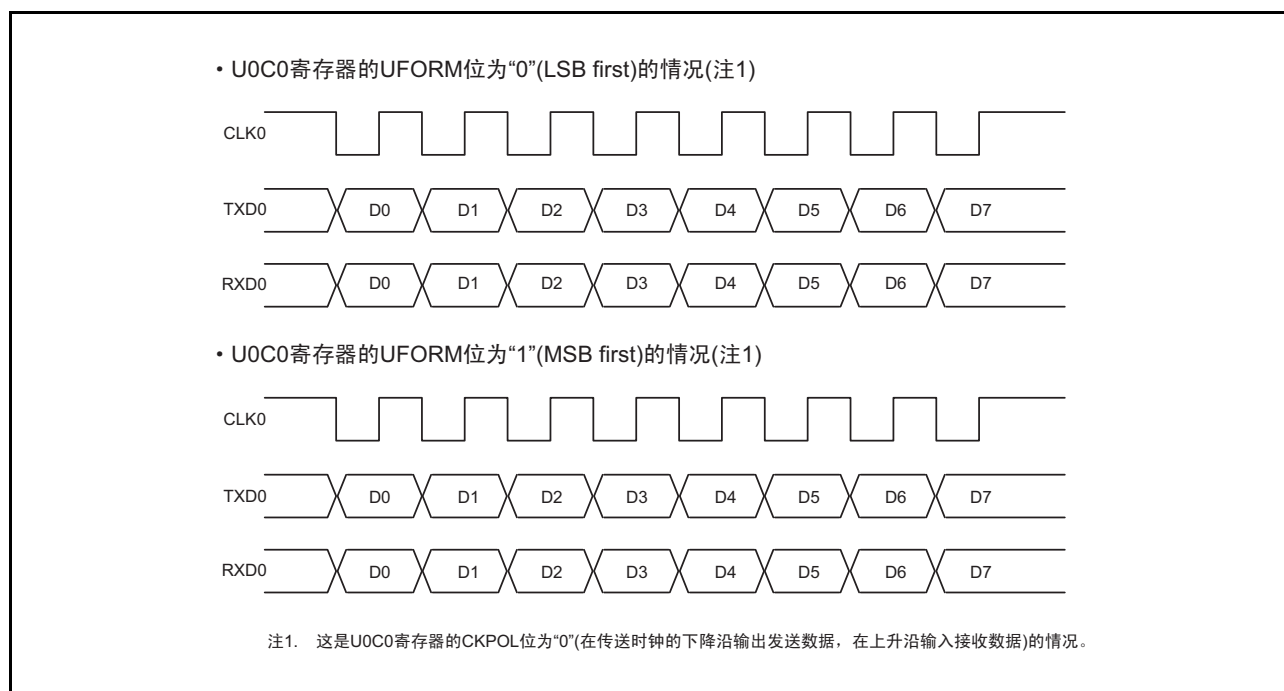 • U0C0寄存器的UFORM位为“0”(LSB first)的情况(注1)
CLK0
TXD0 D0 D1 D2 D3 D4 D5 D6 D7
RXD0 D0 D1 D2 D3 D4 D5 D6 D7
• U0C0寄存器的UFORM位为“1”(MSB first)的情况(注1)
CLK0
TXD0 D0 D1 D2 D3 D4 D5 D6 D7
RXD0 D0 D1 D2 D3 D4 D5 D6 D7
注1. 这是U0C0寄存器的CKPOL位为“0”(在传送时钟的下降沿输出发送数据，在上升沿输入接收数据)的情况。